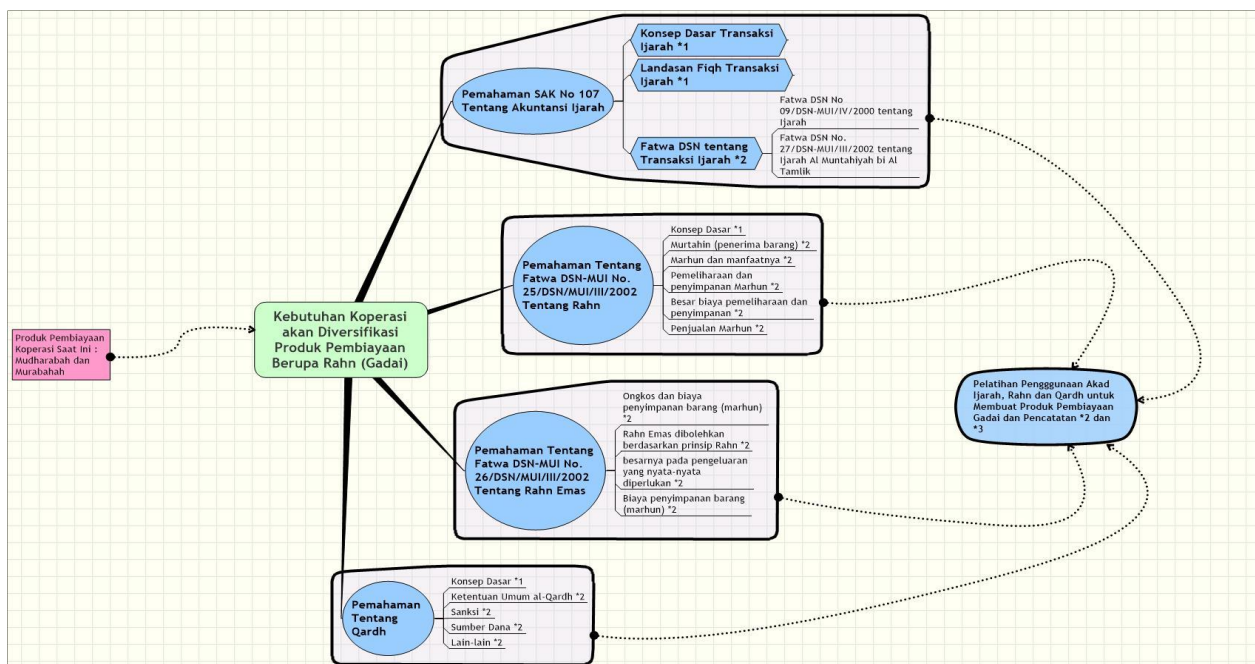 Produk Pembiayaan
Koperasi Saat Ini :
Mudharabah dan
Murabahah
Kebutuhan Koperasi
akan Diversifikasi
Produk Pembiayaan
Berupa Rahn (Gadai)
Pemahaman SAK No 107
Tentang Akuntansi Ijarah
Konsep Dasar Transaksi
Ijarah *1
Landasan Fiqh Transaksi
Ijarah *1
Fatwa DSN tentang
Transaksi Ijarah *2
Fatwa DSN No
09/DSN-MUI/IV/2000 tentang
Ijarah
Fatwa DSN No.
27/DSN-MUI/III/2002 tentang
Ijarah Al Muntahiyah bi Al
Tamlik
Pemahaman Tentang
Fatwa DSN-MUI No.
25/DSN/MUI/III/2002
Tentang Rahn
Konsep Dasar *1
Murtahin (penerima barang) *2
Marhun dan manfaatnya *2
Pemeliharaan dan
penyimpanan Marhun *2
Besar biaya pemeliharaan dan
penyimpanan *2
Penjualan Marhun *2
Pemahaman Tentang
Fatwa DSN-MUI No.
26/DSN/MUI/III/2002
Tentang Rahn Emas
Ongkos dan biaya
penyimpanan barang (marhun)
*2
Rahn Emas dibolehkan
berdasarkan prinsip Rahn *2
besarnya pada pengeluaran
yang nyata-nyata
diperlukan *2
Biaya penyimpanan barang
(marhun) *2
Pemahaman
Tentang
Qardh
Konsep Dasar *1
Ketentuan Umum al-Qardh *2
Sanksi *2
Sumber Dana *2
Lain-lain *2
Pelatihan Pengggunaan Akad
Ijarah, Rahn dan Qardh untuk
Membuat Produk Pembiayaan
Gadai dan Pencatatan *2 dan
*3